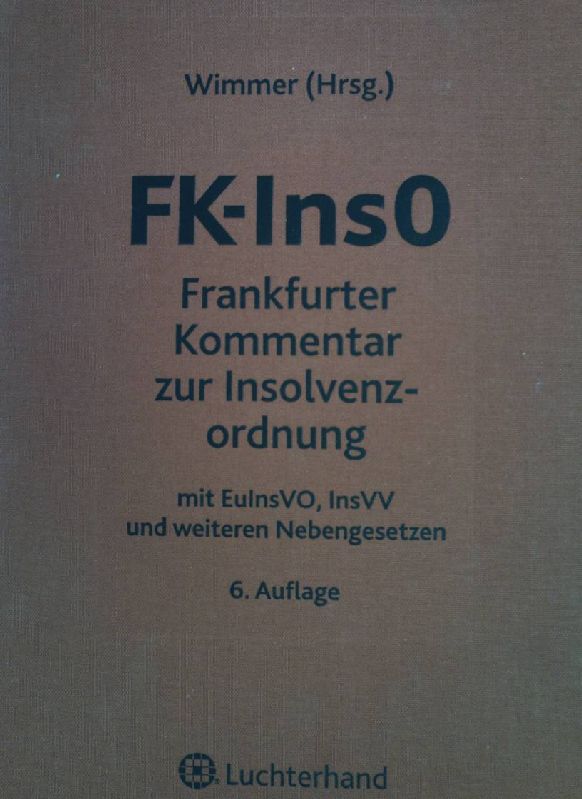 Wimmer (Hrsg.)
FK-InsO
Frankfurter
Kommentar
zur Insolvenz-
ordnung
mit EuInsVO, InsVV
und weiteren Nebengesetzen
6. Auflage
Luchterhand